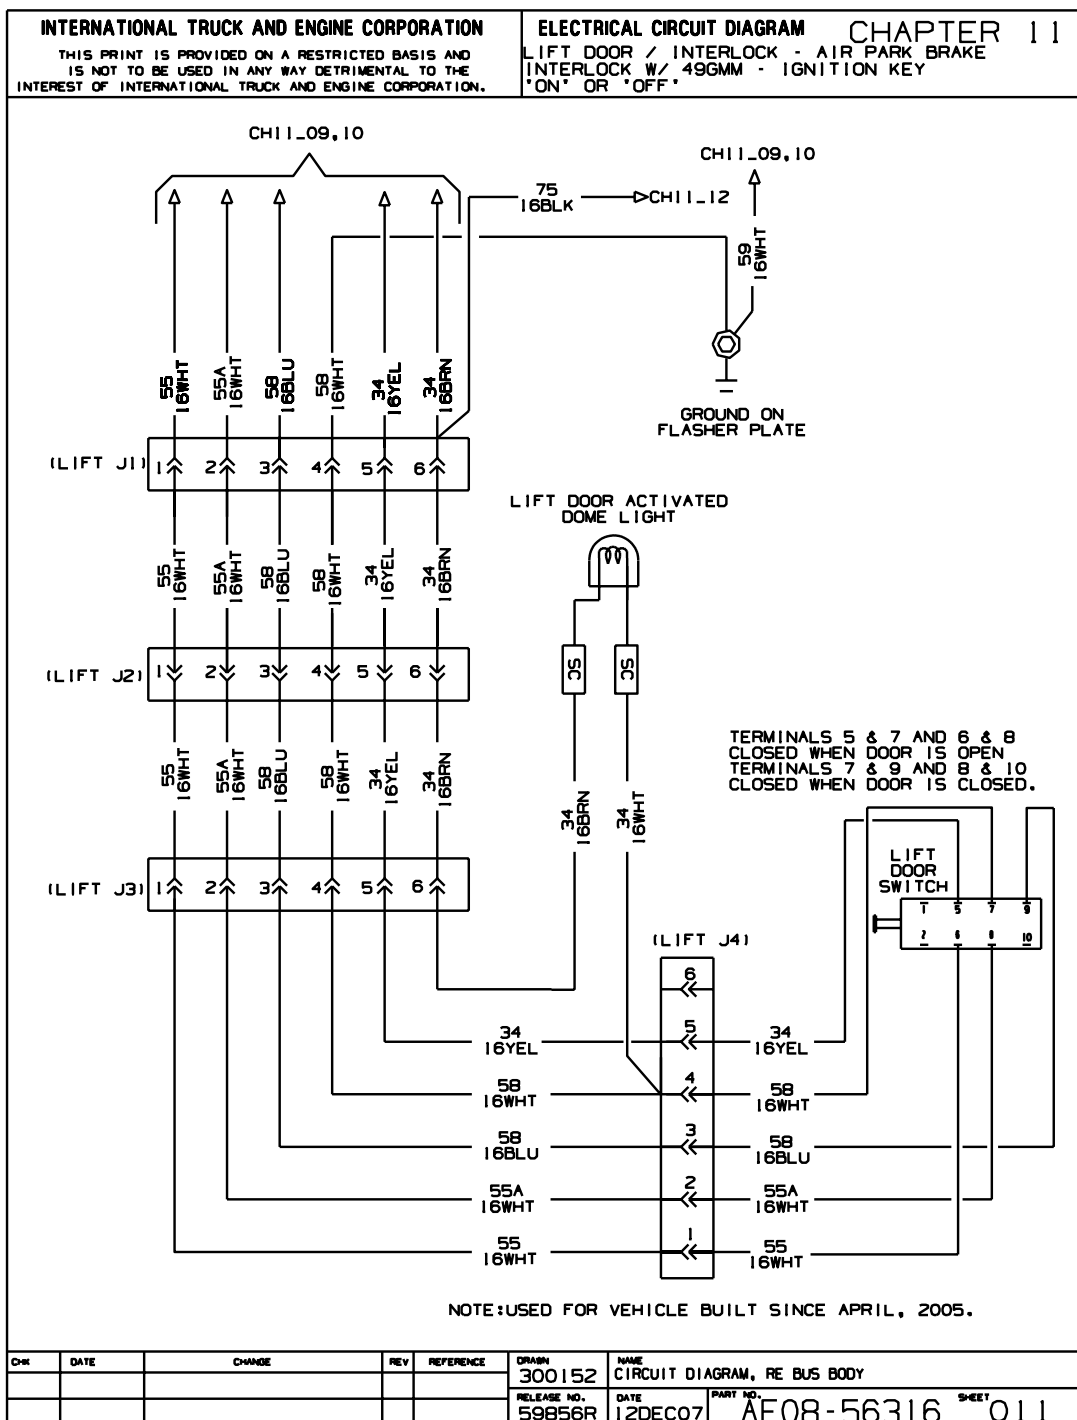 INTERNATIONAL TRUCK AND ENGINE CORPORATION
THIS PRINT IS PROVIDED ON A RESTRICTED BASIS AND
IS NOT TO BE USED IN ANY WAY DETRIMENTAL TO THE
INTEREST OF INTERNATIONAL TRUCK AND ENGINE CORPORATION.
ELECTRICAL CIRCUIT DIAGRAM CHAPTER 11
LIFT DOOR / INTERLOCK - AIR PARK BRAKE
INTERLOCK W/ 496MM - IGNITION KEY
"ON" OR "OFF"
CH11_09,10
CH11_09,10
75
16BLK
CH11_12
59
16WHT
55
16WHT
55A
16WHT
58
16BLU
58
16WHT
34
16YEL
34
16BRN
GROUND ON
FLASHER PLATE
(LIFT J1) 1 2 3 4 5 6
LIFT DOOR ACTIVATED
DOME LIGHT
55
16WHT
55A
16WHT
58
16BLU
58
16WHT
34
16YEL
34
16BRN
SC SC
(LIFT J2) 1 2 3 4 5 6
55
16WHT
55A
16WHT
58
16BLU
58
16WHT
34
16YEL
34
16BRN
34
16BRN
34
16WHT
TERMINALS 5 & 7 AND 6 & 8
CLOSED WHEN DOOR IS OPEN
TERMINALS 7 & 9 AND 8 & 10
CLOSED WHEN DOOR IS CLOSED.
(LIFT J3) 1 2 3 4 5 6
LIFT
DOOR
SWITCH
1 5 7 9
2 6 8 10
(LIFT J4)
6
5
34
16YEL
34
16YEL
4
58
16WHT
58
16WHT
3
58
16BLU
58
16BLU
2
55A
16WHT
55A
16WHT
1
55
16WHT
55
16WHT
NOTE:USED FOR VEHICLE BUILT SINCE APRIL, 2005.
CHK DATE CHANGE REV REFERENCE
DRAWN
300152
NAME
CIRCUIT DIAGRAM, RE BUS BODY
RELEASE NO.
59856R
DATE
12DEC07
PART NO.
AE08-56316
SHEET
011